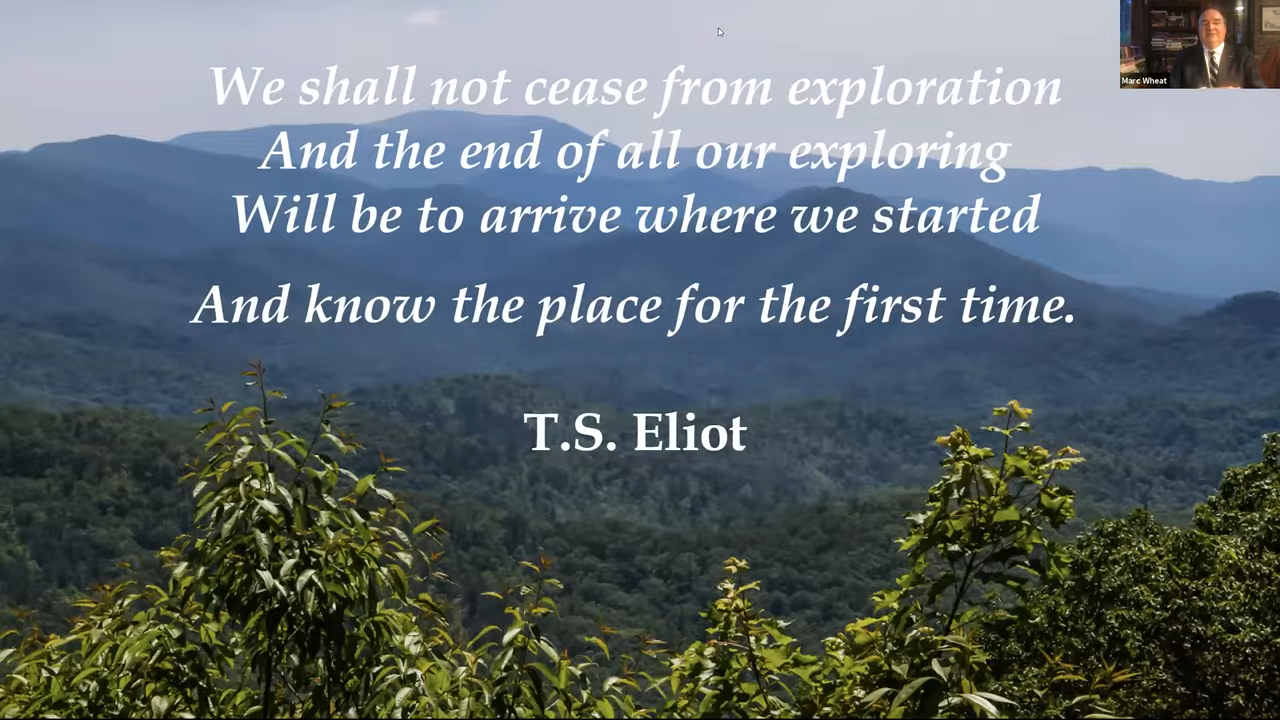 We shall not cease from exploration
And the end of all our exploring
Will be to arrive where we started
And know the place for the first time.
T.S. Eliot
Marc Wheat